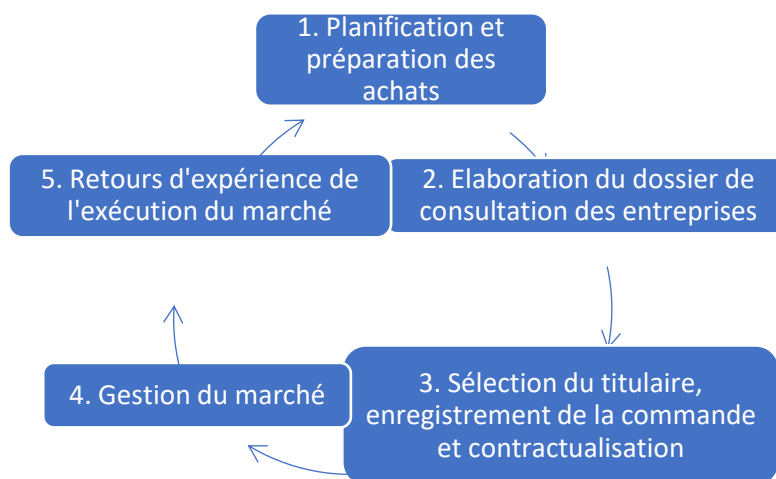 1. Planification et
préparation des
achats
2. Elaboration du dossier de
consultation des entreprises
3. Sélection du titulaire,
enregistrement de la commande
et contractualisation
4. Gestion du marché
5. Retours d'expérience de
l'exécution du marché